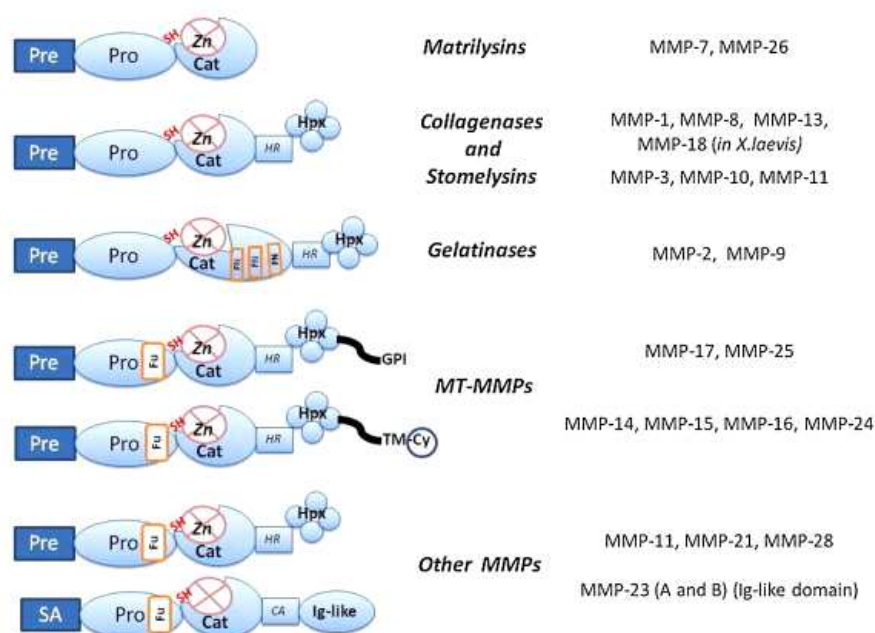 Pre Pro SH Zn Cat Matrilysins MMP-7, MMP-26
Pre Pro SH Zn Cat HR Hpx Collagenases and Stomelysins MMP-1, MMP-8, MMP-13,
MMP-18 (in X.laevis)
MMP-3, MMP-10, MMP-11
Pre Pro SH Zn Cat FN FN FN HR Hpx Gelatinases MMP-2, MMP-9
Pre Pro Fu SH Zn Cat HR Hpx GPI MMP-17, MMP-25
MT-MMPs
Pre Pro Fu SH Zn Cat HR Hpx TM-Cy MMP-14, MMP-15, MMP-16, MMP-24
Pre Pro Fu SH Zn Cat HR Hpx MMP-11, MMP-21, MMP-28
Other MMPs
SA Pro Fu SH Cat CA Ig-like MMP-23 (A and B) (Ig-like domain)